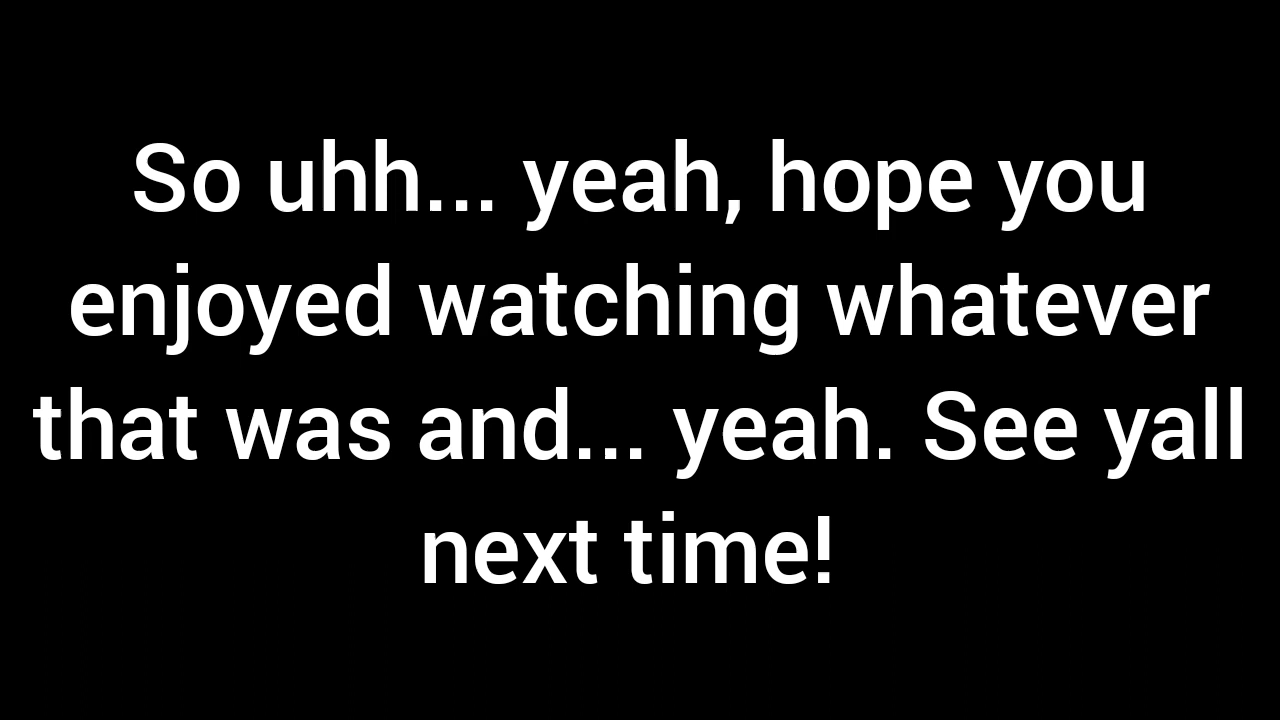 So uhh... yeah, hope you
enjoyed watching whatever
that was and... yeah. See yall
next time!